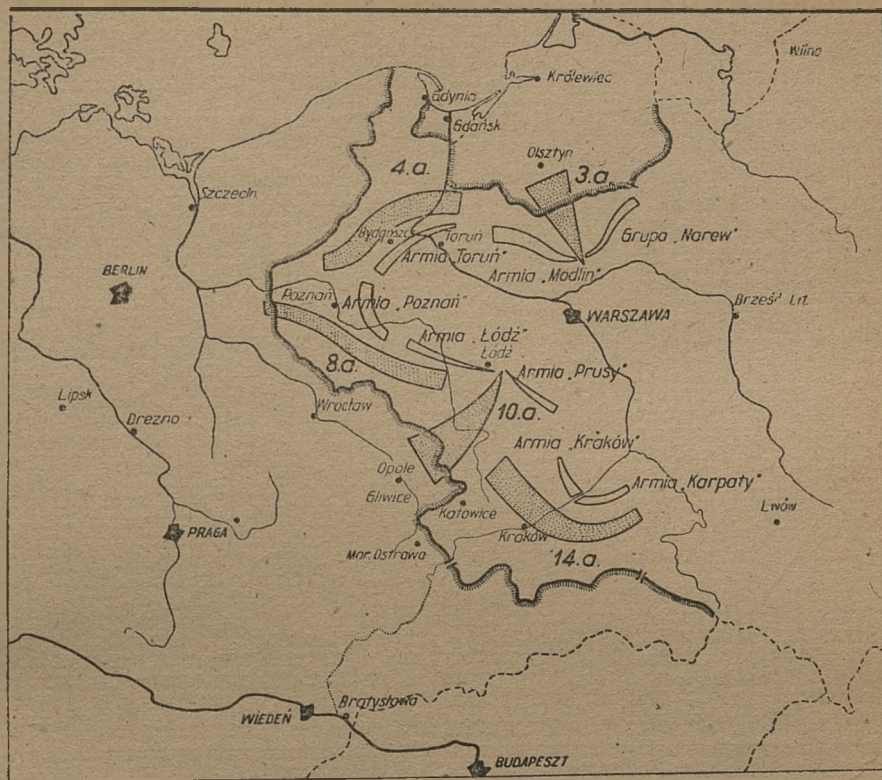 Wilno
Królewiec
Gdynia
Gdańsk
Olsztyn
4.a.
3.a.
Szczecin
Bydgoszcz
Toruń
Grupa „Narew"
Armia „Toruń"
Armia „Modlin"
BERLIN
Poznań
Armia „Poznań"
Brześć Lit.
WARSZAWA
Armia „Łódź"
Łódź
8.a.
Armia „Prusy"
Lipsk
Wrocław
10.a.
Drezno
Armia „Kraków"
Opole
Gliwice
Armia „Karpaty"
Katowice
Lwów
PRAGA
Kraków
Mor. Ostrawa
14.a.
Bratysława
WIEDEŃ
BUDAPESZT